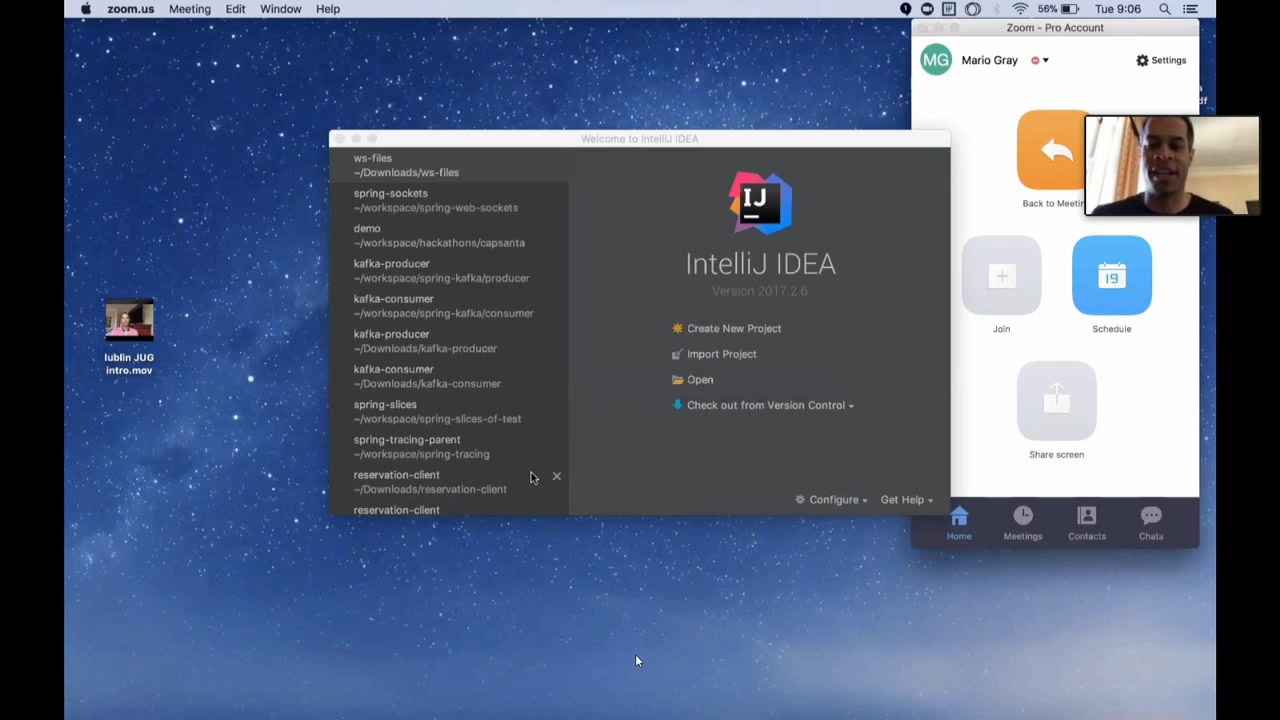 zoom.us Meeting Edit Window Help
56% Tue 9:06
Zoom - Pro Account
MG Mario Gray
Settings
Back to Meetin
Join
19
Schedule
Share screen
Home Meetings Contacts Chats
Welcome to IntelliJ IDEA
ws-files
~/Downloads/ws-files
spring-sockets
~/workspace/spring-web-sockets
demo
~/workspace/hackathons/capsanta
kafka-producer
~/workspace/spring-kafka/producer
kafka-consumer
~/workspace/spring-kafka/consumer
kafka-producer
~/Downloads/kafka-producer
kafka-consumer
~/Downloads/kafka-consumer
spring-slices
~/workspace/spring-slices-of-test
spring-tracing-parent
~/workspace/spring-tracing
reservation-client
~/Downloads/reservation-client
reservation-client
IJ
IntelliJ IDEA
Version 2017.2.6
Create New Project
Import Project
Open
Check out from Version Control
Configure Get Help
lublin JUG
intro.mov